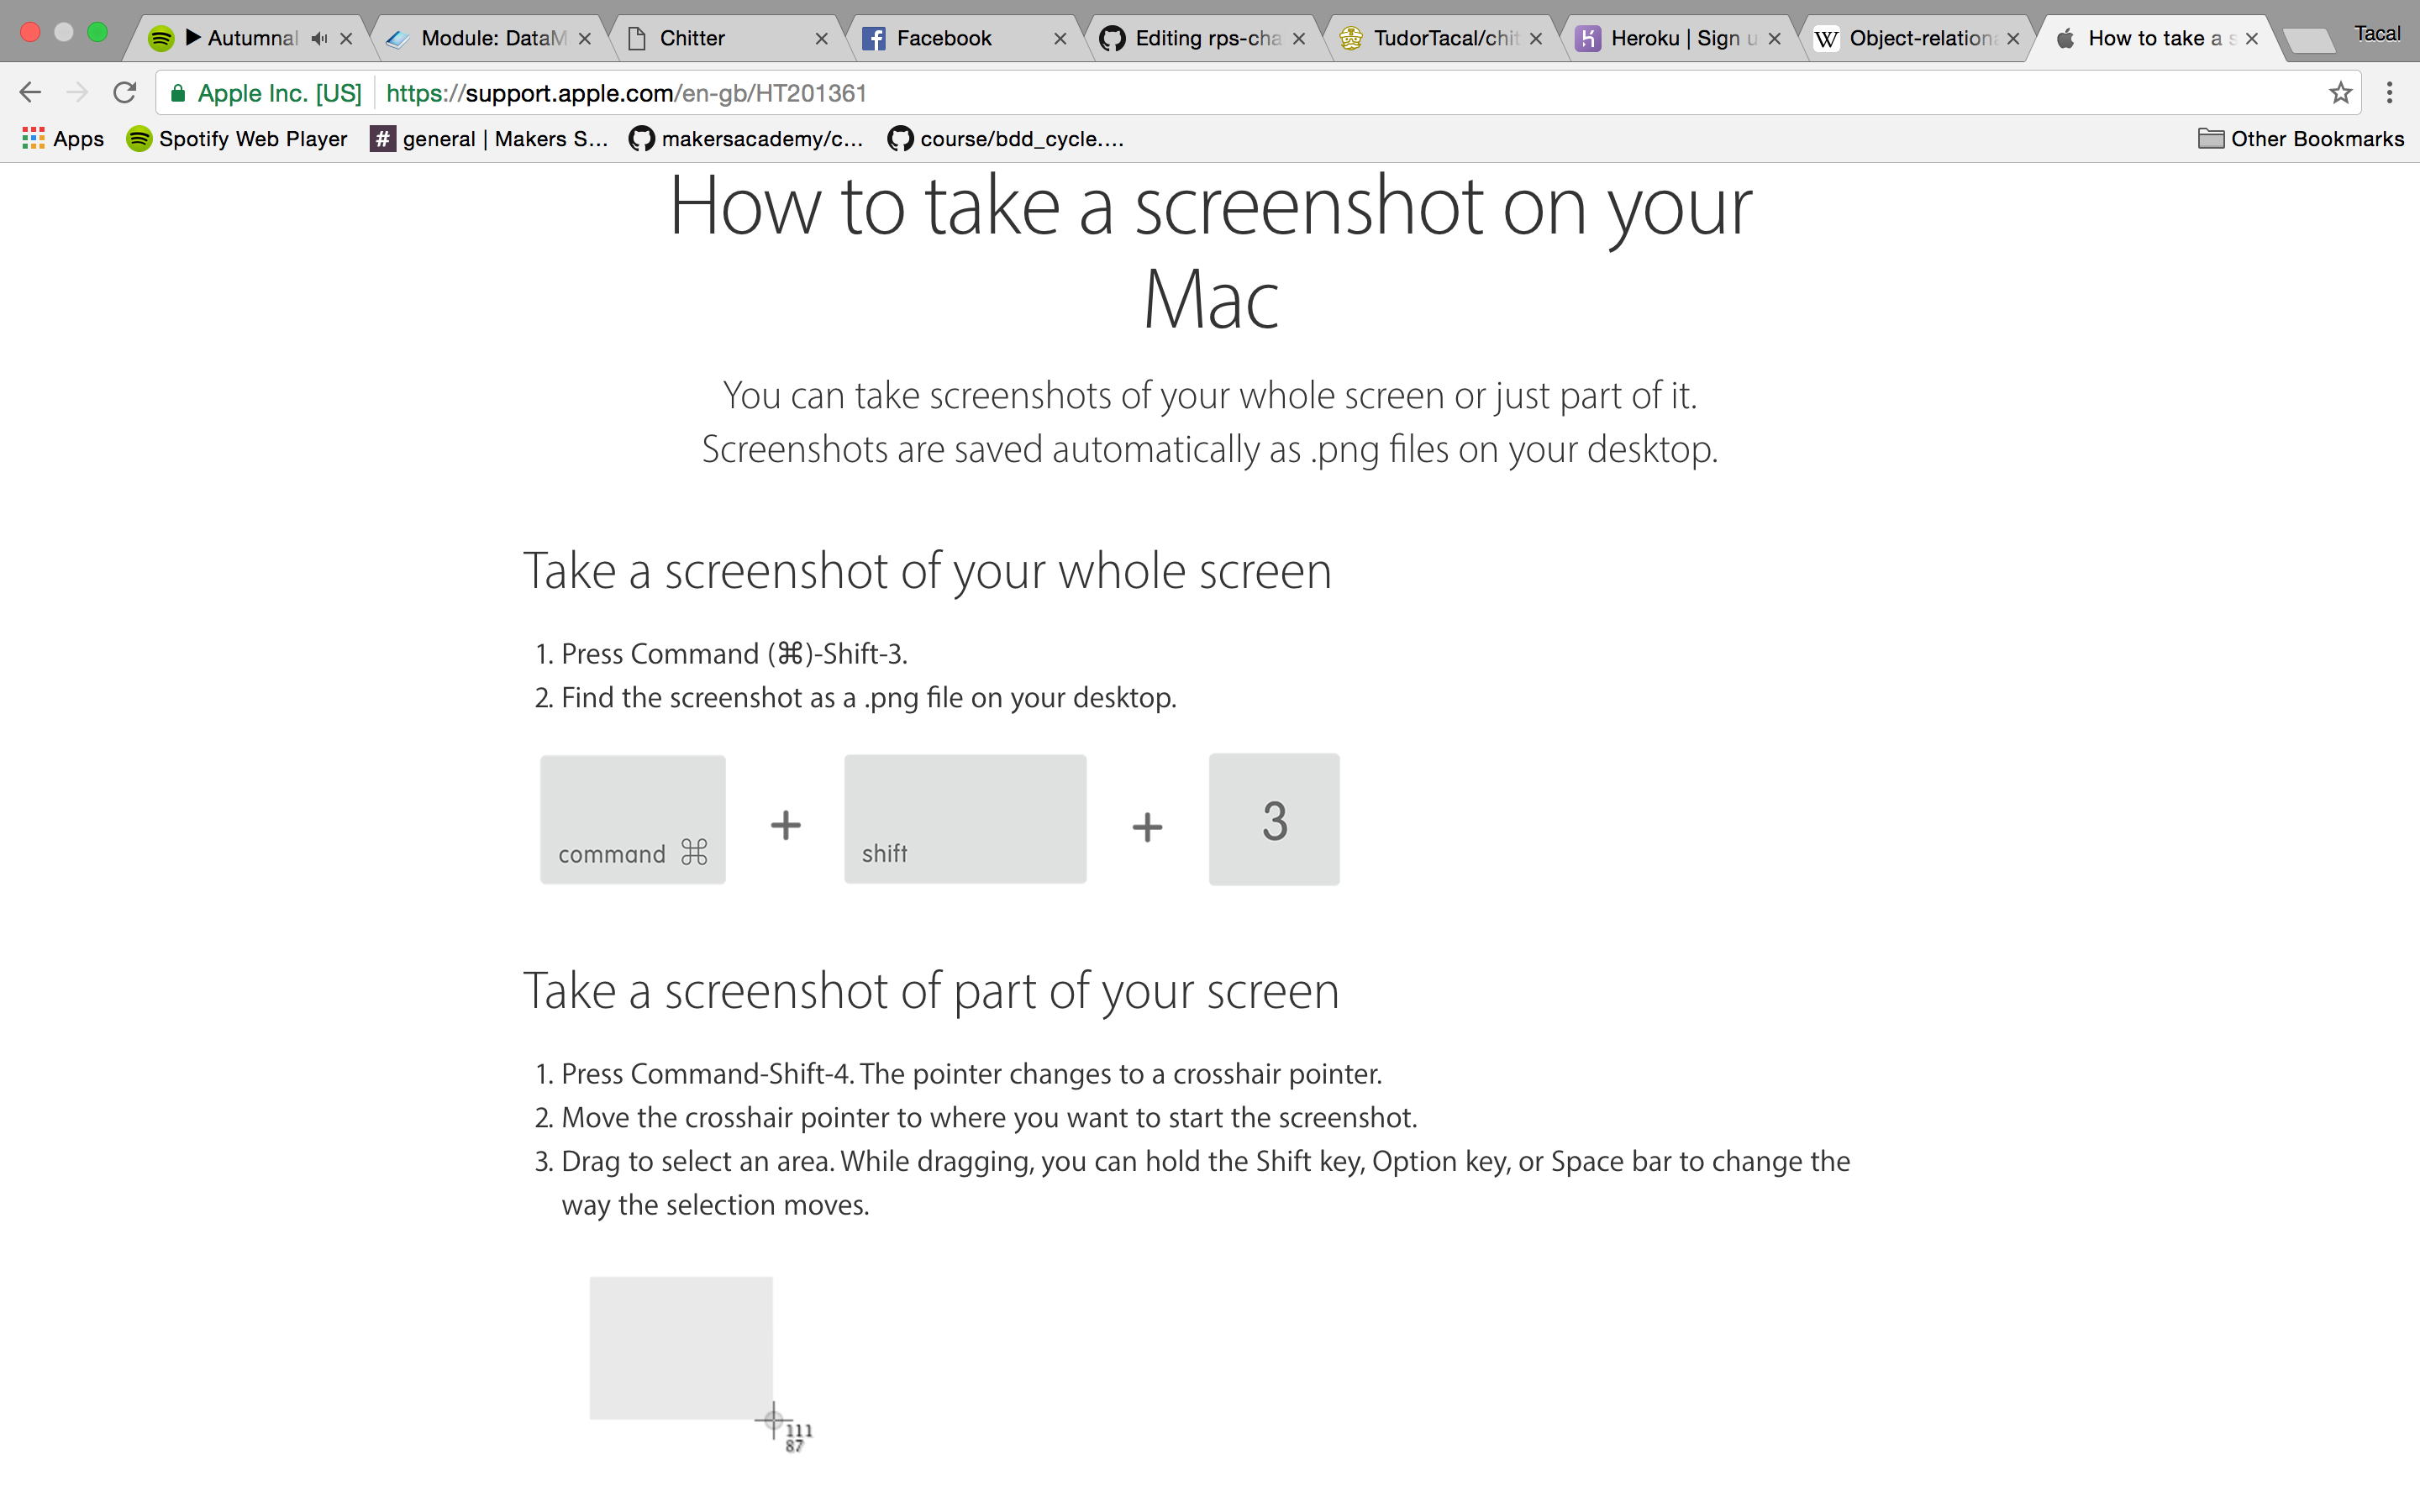 Autumnal
Module: DataM
Chitter
Facebook
Editing rps-cha
TudorTacal/chit
Heroku | Sign u
W
Object-relationa
How to take a s
Tacal
Apple Inc. [US]
https://support.apple.com/en-gb/HT201361
Apps
Spotify Web Player
# general | Makers S...
makersacademy/c...
course/bdd_cycle....
Other Bookmarks
How to take a screenshot on your
Mac
You can take screenshots of your whole screen or just part of it.
Screenshots are saved automatically as .png files on your desktop.
Take a screenshot of your whole screen
1. Press Command (⌘)-Shift-3.
2. Find the screenshot as a .png file on your desktop.
command ⌘ + shift + 3
Take a screenshot of part of your screen
1. Press Command-Shift-4. The pointer changes to a crosshair pointer.
2. Move the crosshair pointer to where you want to start the screenshot.
3. Drag to select an area. While dragging, you can hold the Shift key, Option key, or Space bar to change the
way the selection moves.
111
87